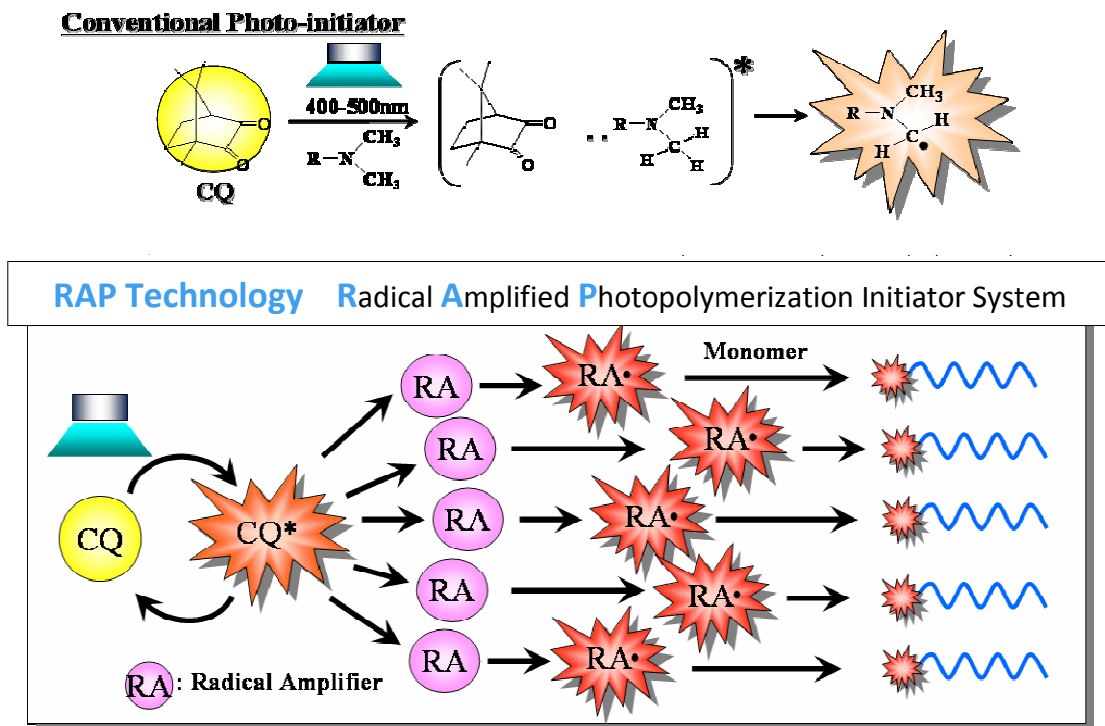 Conventional Photo-initiator
400-500nm
CQ
R-N
CH3
CH3
O
O
*
R-N
CH3
C
H
H
H
R-N
CH3
C
H
H
RAP Technology Radical Amplified Photopolymerization Initiator System
Monomer
RA
RA•
RA
RA•
CQ
CQ*
RA
RA•
RA
RA•
RA
RA•
RA : Radical Amplifier